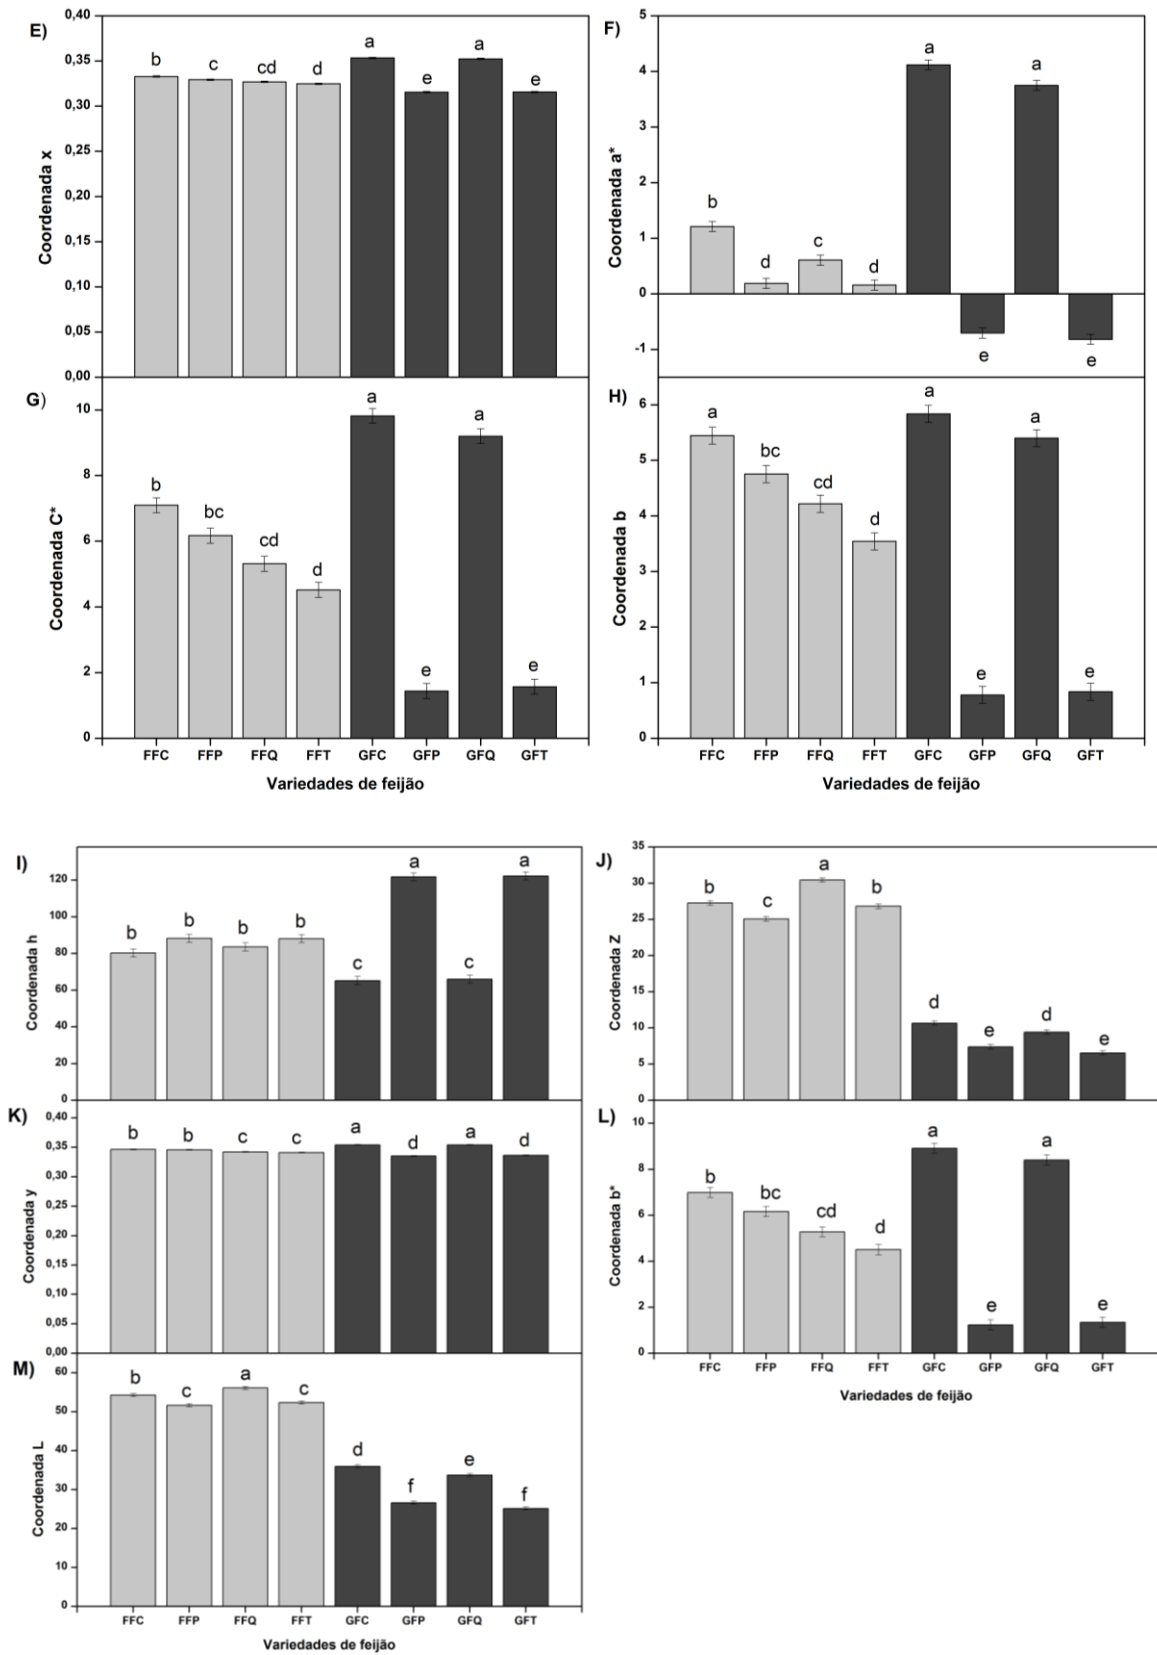 E)
Coordenada x
0,40
0,35
0,30
0,25
0,20
0,15
0,10
0,05
0,00
b c cd d a e a e
F)
Coordenada a*
5
4
3
2
1
0
-1
b d c d a e a e
G)
Coordenada C*
10
8
6
4
2
0
b bc cd d a e a e
FFC FFP FFQ FFT GFC GFP GFQ GFT
Variedades de feijão
H)
Coordenada b
6
5
4
3
2
1
0
a bc cd d a e a e
FFC FFP FFQ FFT GFC GFP GFQ GFT
Variedades de feijão
I)
Coordenada h
120
100
80
60
40
20
0
b b b b c a c a
J)
Coordenada Z
35
30
25
20
15
10
5
0
b c a b d e d e
K)
Coordenada y
0,40
0,35
0,30
0,25
0,20
0,15
0,10
0,05
0,00
b b c c a d a d
L)
Coordenada b*
10
8
6
4
2
0
b bc cd d a e a e
FFC FFP FFQ FFT GFC GFP GFQ GFT
Variedades de feijão
M)
Coordenada L
60
50
40
30
20
10
0
b c a c d f e f
FFC FFP FFQ FFT GFC GFP GFQ GFT
Variedades de feijão